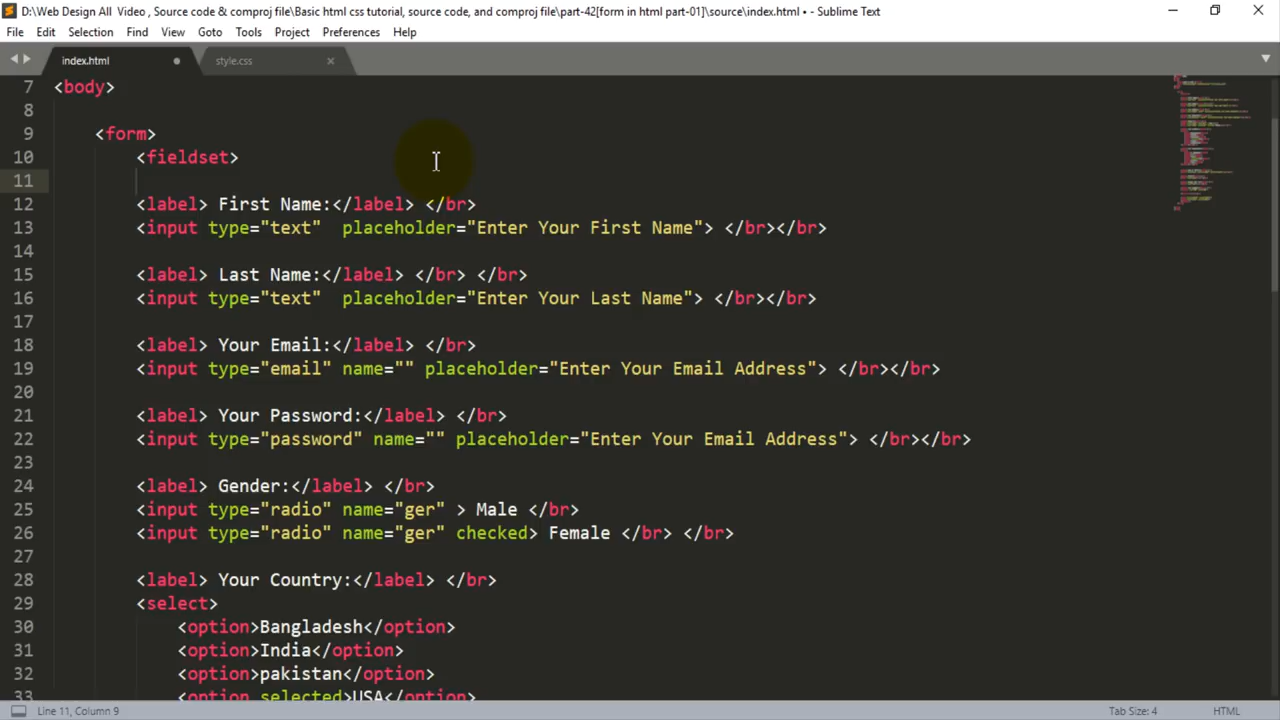 D:\Web Design All  Video , Source code & comproj file\Basic html css tutorial, source code, and comproj file\part-42[form in html part-01]\source\index.html • - Sublime Text
File Edit Selection Find View Goto Tools Project Preferences Help
index.html style.css
7 <body>
8
9 <form>
10 <fieldset>
11
12 <label> First Name:</label> </br>
13 <input type="text"  placeholder="Enter Your First Name"> </br></br>
14
15 <label> Last Name:</label> </br> </br>
16 <input type="text"  placeholder="Enter Your Last Name"> </br></br>
17
18 <label> Your Email:</label> </br>
19 <input type="email" name="" placeholder="Enter Your Email Address"> </br></br>
20
21 <label> Your Password:</label> </br>
22 <input type="password" name="" placeholder="Enter Your Email Address"> </br></br>
23
24 <label> Gender:</label> </br>
25 <input type="radio" name="ger" > Male </br>
26 <input type="radio" name="ger" checked> Female </br> </br>
27
28 <label> Your Country:</label> </br>
29 <select>
30 <option>Bangladesh</option>
31 <option>India</option>
32 <option>pakistan</option>
33 <option selected>USA</option>
Line 11, Column 9 Tab Size: 4 HTML